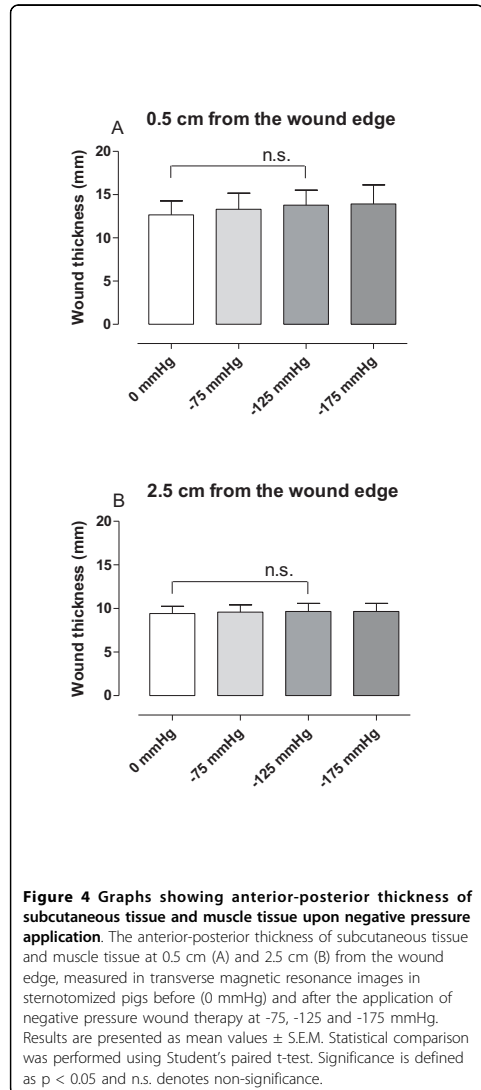 A 0.5 cm from the wound edge
Wound thickness (mm)
20
15
10
5
0
n.s.
0 mmHg
-75 mmHg
-125 mmHg
-175 mmHg
B 2.5 cm from the wound edge
Wound thickness (mm)
20
15
10
5
0
n.s.
0 mmHg
-75 mmHg
-125 mmHg
-175 mmHg
Figure 4 Graphs showing anterior-posterior thickness of
subcutaneous tissue and muscle tissue upon negative pressure
application. The anterior-posterior thickness of subcutaneous tissue
and muscle tissue at 0.5 cm (A) and 2.5 cm (B) from the wound
edge, measured in transverse magnetic resonance images in
sternotomized pigs before (0 mmHg) and after the application of
negative pressure wound therapy at -75, -125 and -175 mmHg.
Results are presented as mean values ± S.E.M. Statistical comparison
was performed using Student's paired t-test. Significance is defined
as p < 0.05 and n.s. denotes non-significance.